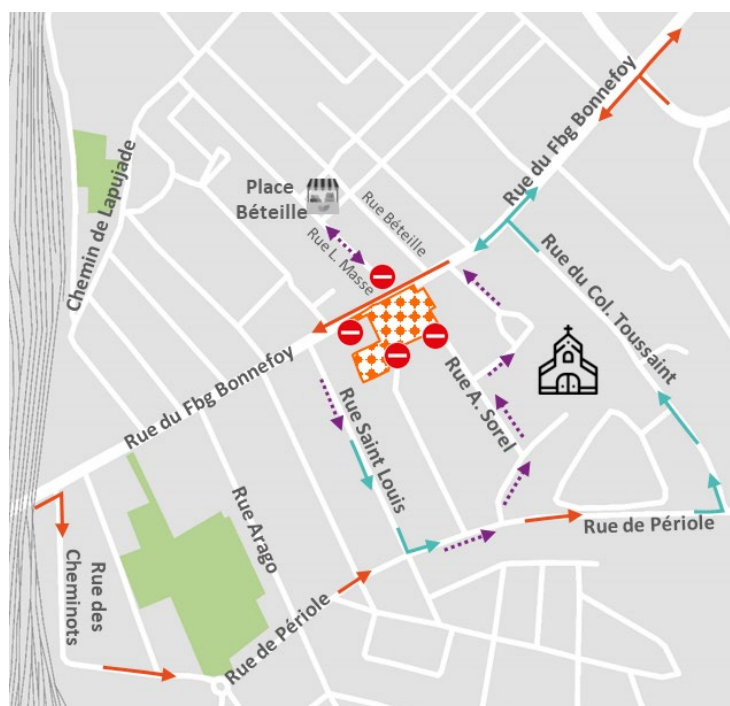 Rue du Fbg Bonnefoy
Chemin de Lapujade
Place
Béteille
Rue Béteille
Rue L. Masse
Rue du Col. Toussaint
Rue du Fbg Bonnefoy
Rue Saint Louis
Rue A. Sorel
Rue Arago
Rue de Périole
Rue des
Cheminots
Rue de Périole